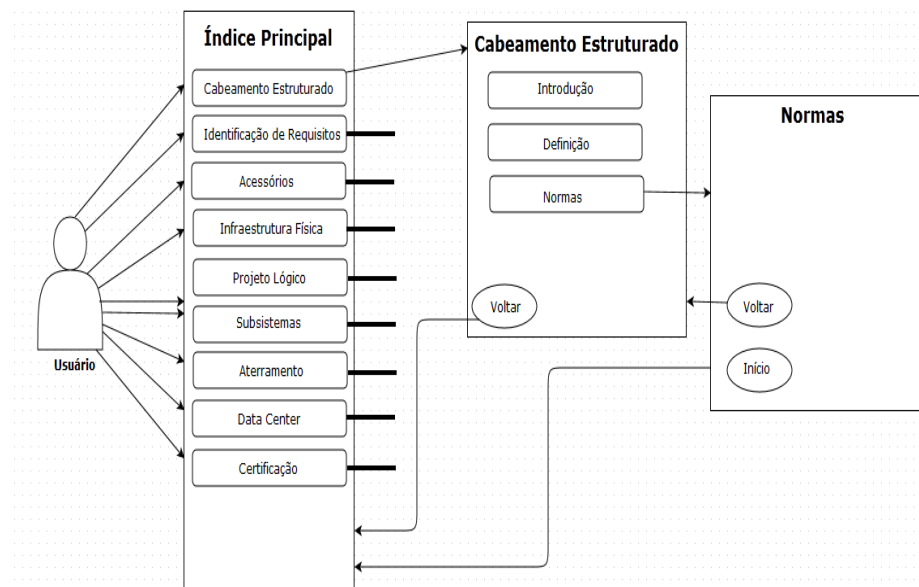 Índice Principal
Cabeamento Estruturado
Identificação de Requisitos
Acessórios
Infraestrutura Física
Projeto Lógico
Subsistemas
Aterramento
Data Center
Certificação
Usuário
Cabeamento Estruturado
Introdução
Definição
Normas
Voltar
Normas
Voltar
Início